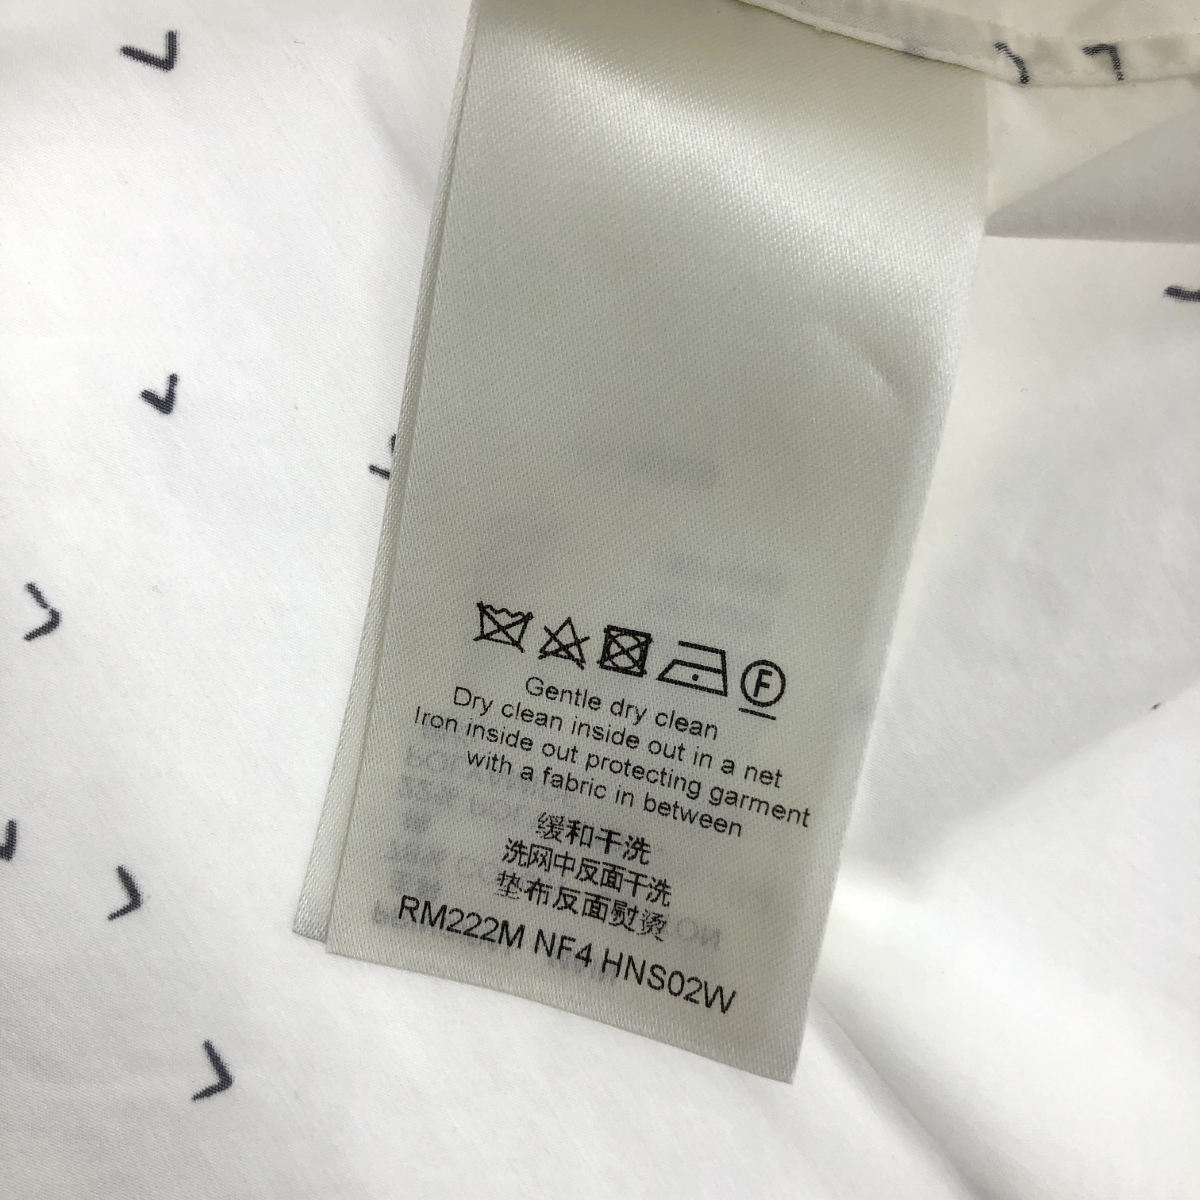 F
Gentle dry clean
Dry clean inside out in a net
Iron inside out protecting garment
with a fabric in between
缓和干洗
洗网中反面干洗
垫布反面熨烫
RM222M NF4 HNS02W